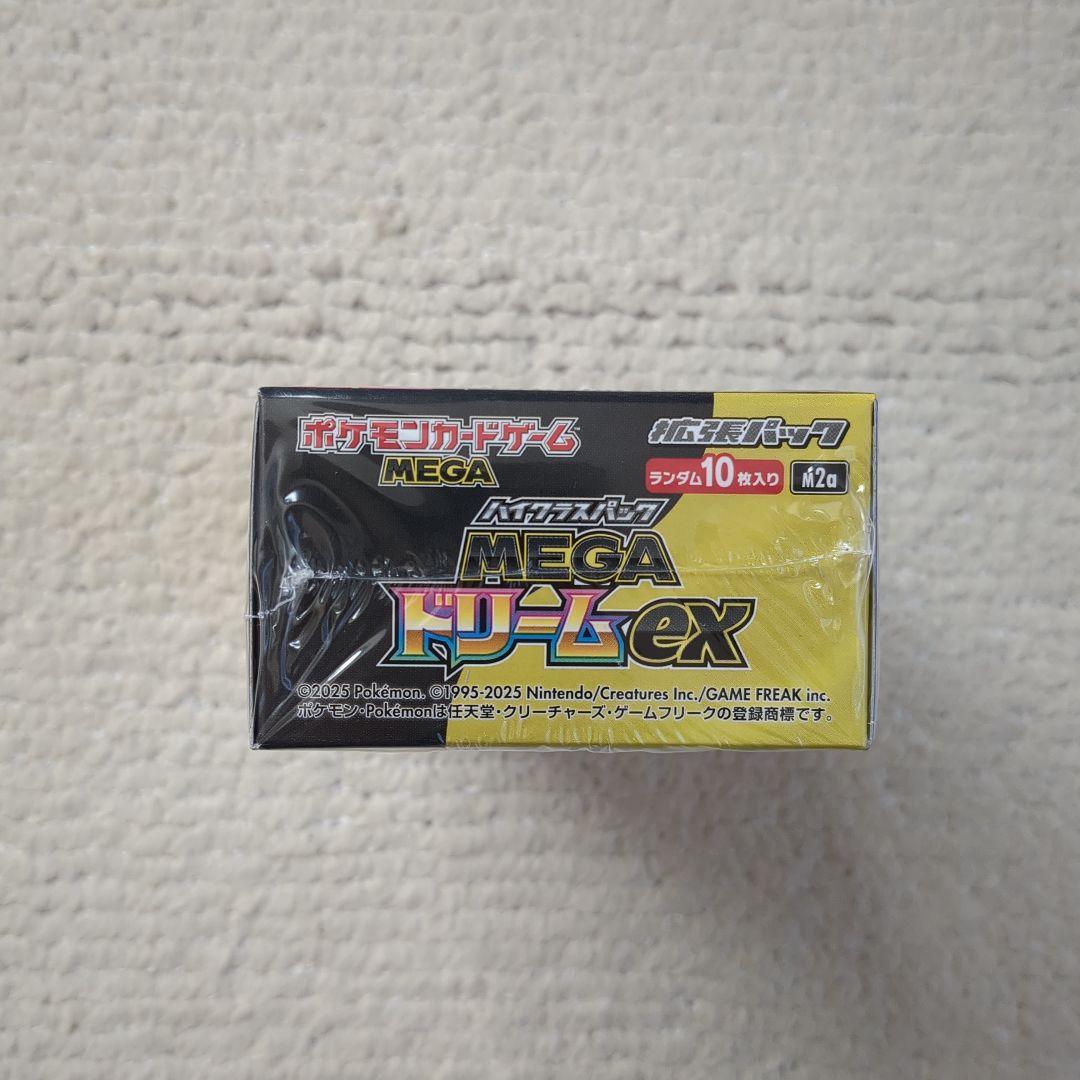 ポケモンカードゲーム™
MEGA
拡張パック
ランダム10枚入り
M2a
ハイクラスパック
MEGA
ドリームex
©2025 Pokémon. ©1995-2025 Nintendo/Creatures Inc./GAME FREAK inc.
ポケモン・Pokémonは任天堂・クリーチャーズ・ゲームフリークの登録商標です。